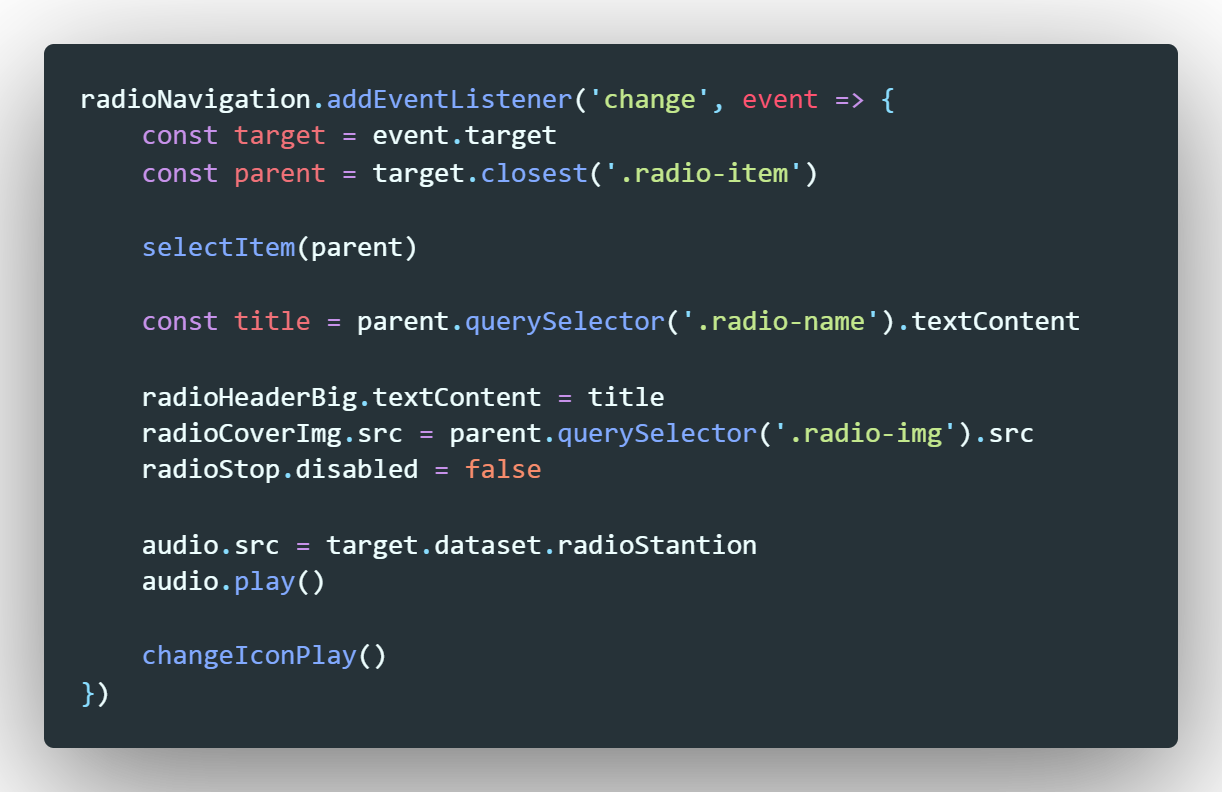 radioNavigation.addEventListener('change', event => {
    const target = event.target
    const parent = target.closest('.radio-item')

    selectItem(parent)

    const title = parent.querySelector('.radio-name').textContent

    radioHeaderBig.textContent = title
    radioCoverImg.src = parent.querySelector('.radio-img').src
    radioStop.disabled = false

    audio.src = target.dataset.radioStantion
    audio.play()

    changeIconPlay()
})